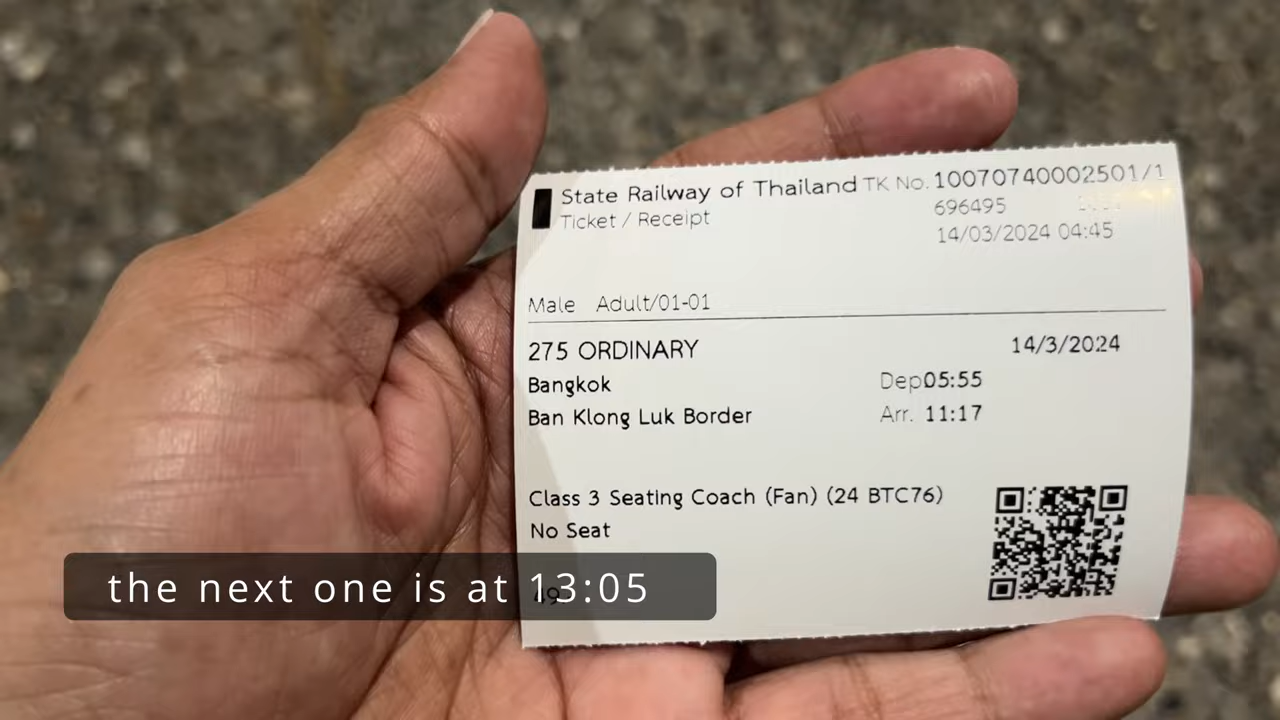 State Railway of Thailand TK No. 10070740002501/1
Ticket / Receipt 696495
14/03/2024 04:45
Male Adult/01-01
275 ORDINARY 14/3/2024
Bangkok Dep 05:55
Ban Klong Luk Border Arr. 11:17
Class 3 Seating Coach (Fan) (24 BTC76)
No Seat
the next one is at 13:05